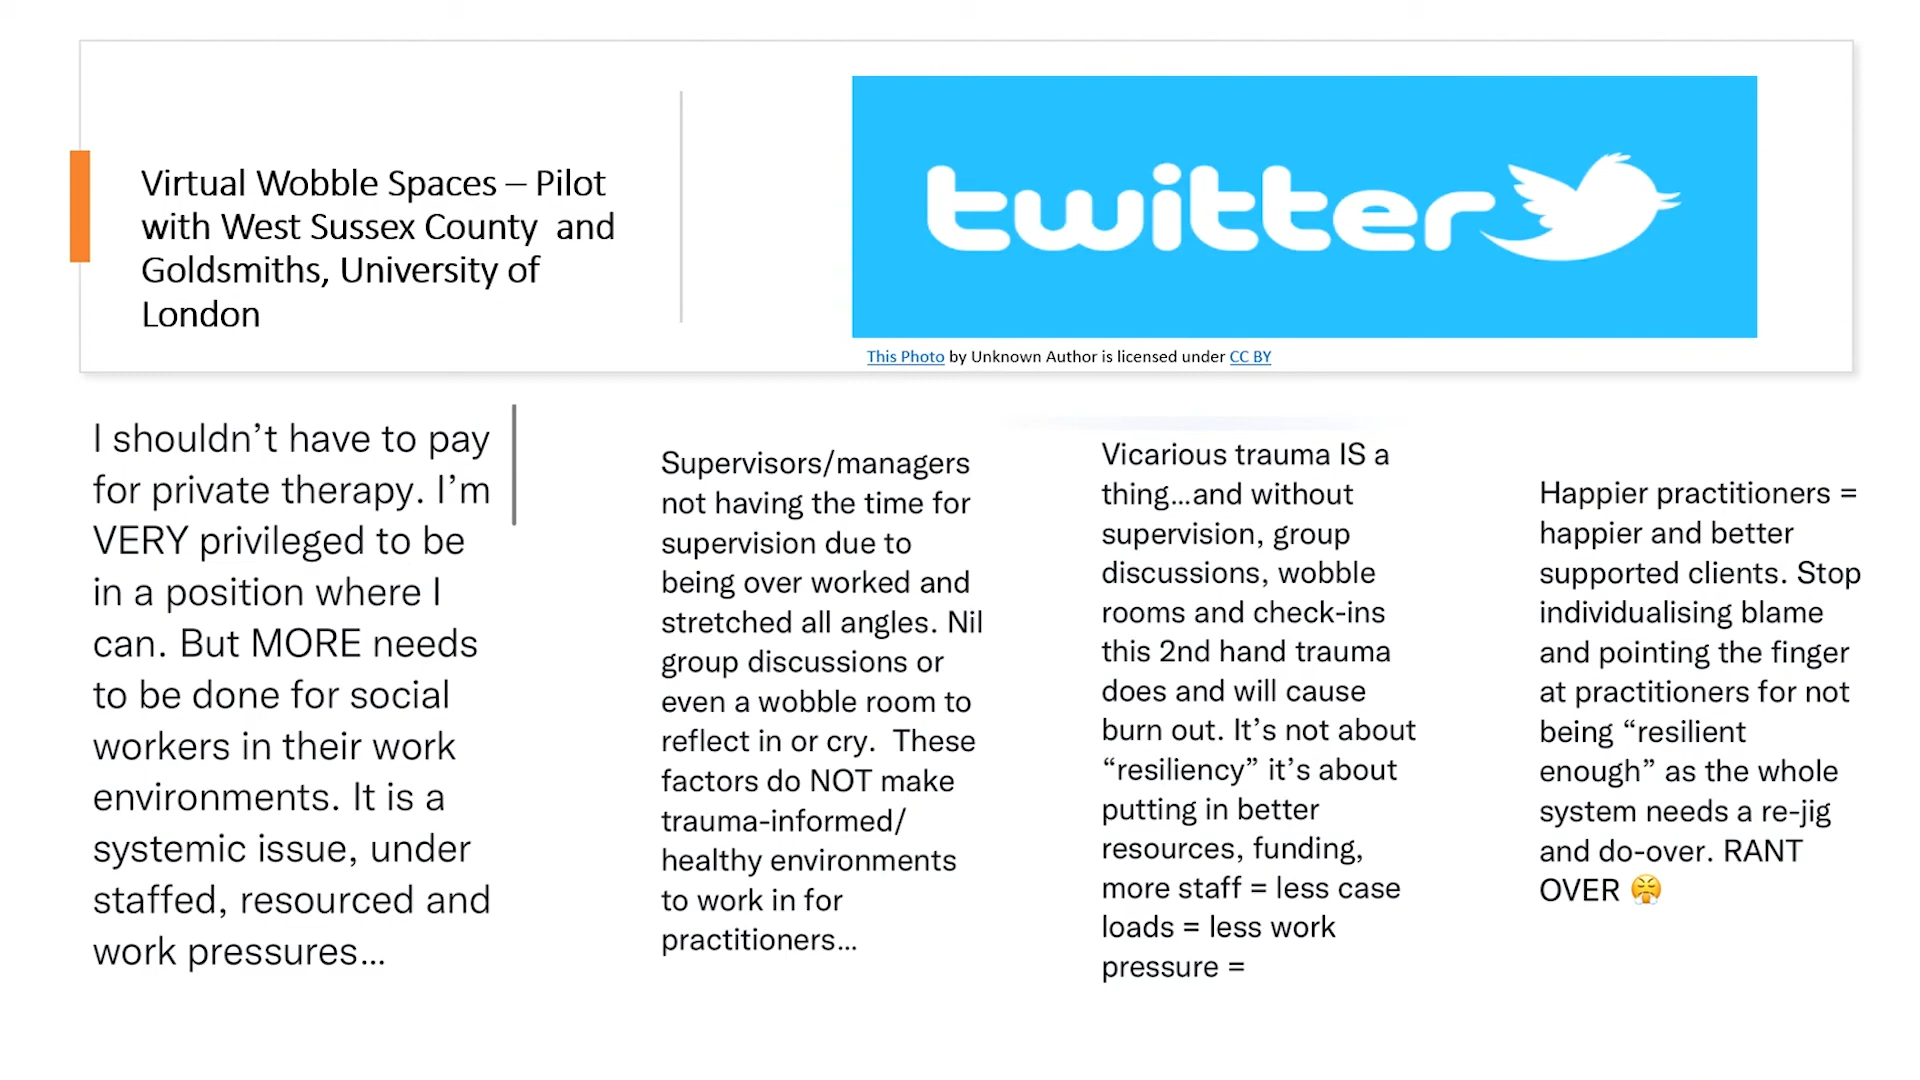 Virtual Wobble Spaces – Pilot
with West Sussex County and
Goldsmiths, University of
London
twitter
This Photo by Unknown Author is licensed under CC BY
I shouldn’t have to pay
for private therapy. I’m
VERY privileged to be
in a position where I
can. But MORE needs
to be done for social
workers in their work
environments. It is a
systemic issue, under
staffed, resourced and
work pressures…
Supervisors/managers
not having the time for
supervision due to
being over worked and
stretched all angles. Nil
group discussions or
even a wobble room to
reflect in or cry. These
factors do NOT make
trauma-informed/
healthy environments
to work in for
practitioners…
Vicarious trauma IS a
thing…and without
supervision, group
discussions, wobble
rooms and check-ins
this 2nd hand trauma
does and will cause
burn out. It’s not about
“resiliency” it’s about
putting in better
resources, funding,
more staff = less case
loads = less work
pressure =
Happier practitioners =
happier and better
supported clients. Stop
individualising blame
and pointing the finger
at practitioners for not
being “resilient
enough” as the whole
system needs a re-jig
and do-over. RANT
OVER 😤